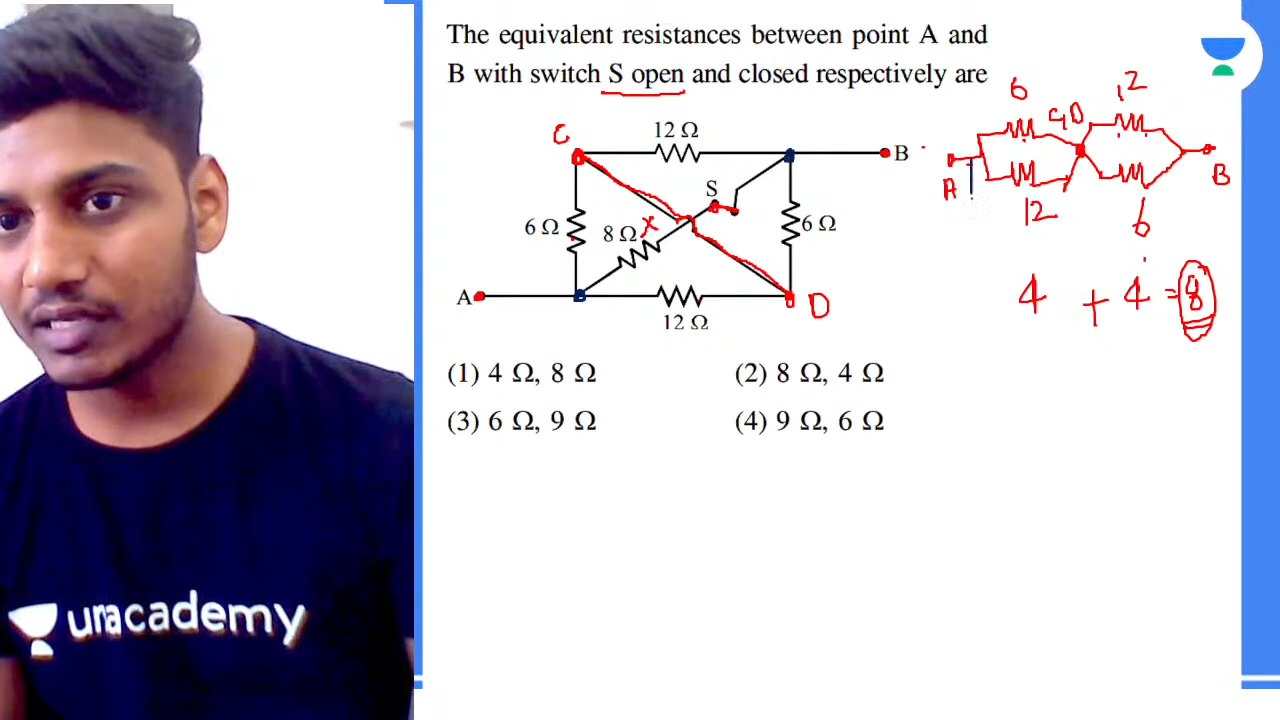 The equivalent resistances between point A and
B with switch S open and closed respectively are
C
12 Ω
B
S
6 Ω
8 Ω
X
6 Ω
A
12 Ω
D
6
12
C,D
A
B
12
6
4 + 4 = 8
(1) 4 Ω, 8 Ω
(2) 8 Ω, 4 Ω
(3) 6 Ω, 9 Ω
(4) 9 Ω, 6 Ω
unacademy